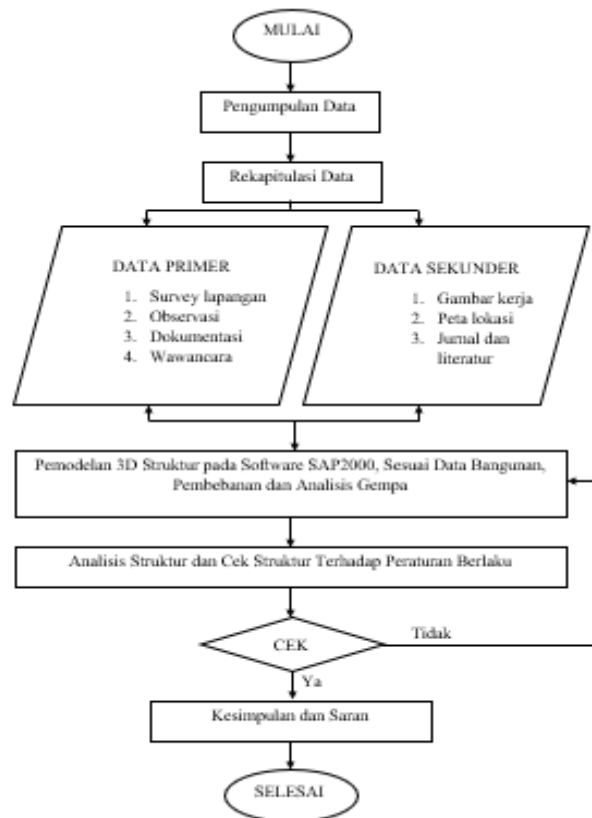 MULAI
Pengumpulan Data
Rekapitulasi Data
DATA PRIMER
1. Survey lapangan
2. Observasi
3. Dokumentasi
4. Wawancara
DATA SEKUNDER
1. Gambar kerja
2. Peta lokasi
3. Jurnal dan
literatur
Pemodelan 3D Struktur pada Software SAP2000, Sesuai Data Bangunan,
Pembebanan dan Analisis Gempa
Analisis Struktur dan Cek Struktur Terhadap Peraturan Berlaku
CEK
Tidak
Ya
Kesimpulan dan Saran
SELESAI